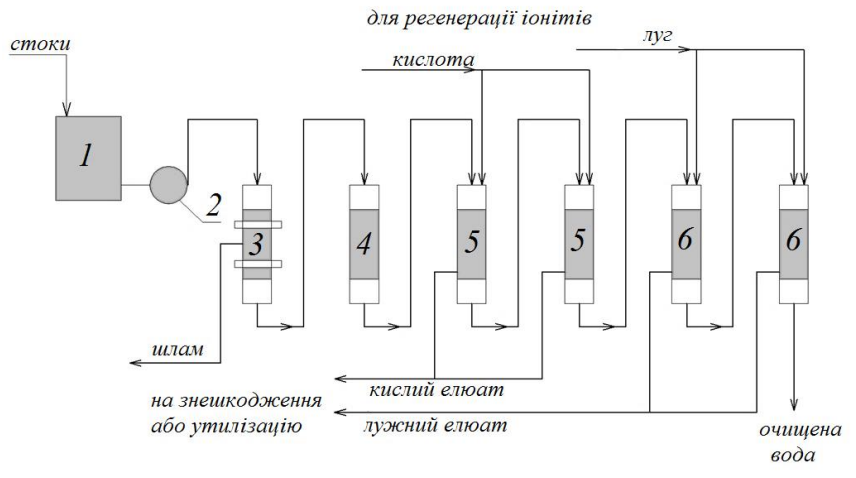 для регенерації іонітів
стоки
кислота
луг
1
2
3
4
5
5
6
6
шлам
кислий елюат
на знешкодження
або утилізацію
лужний елюат
очищена
вода